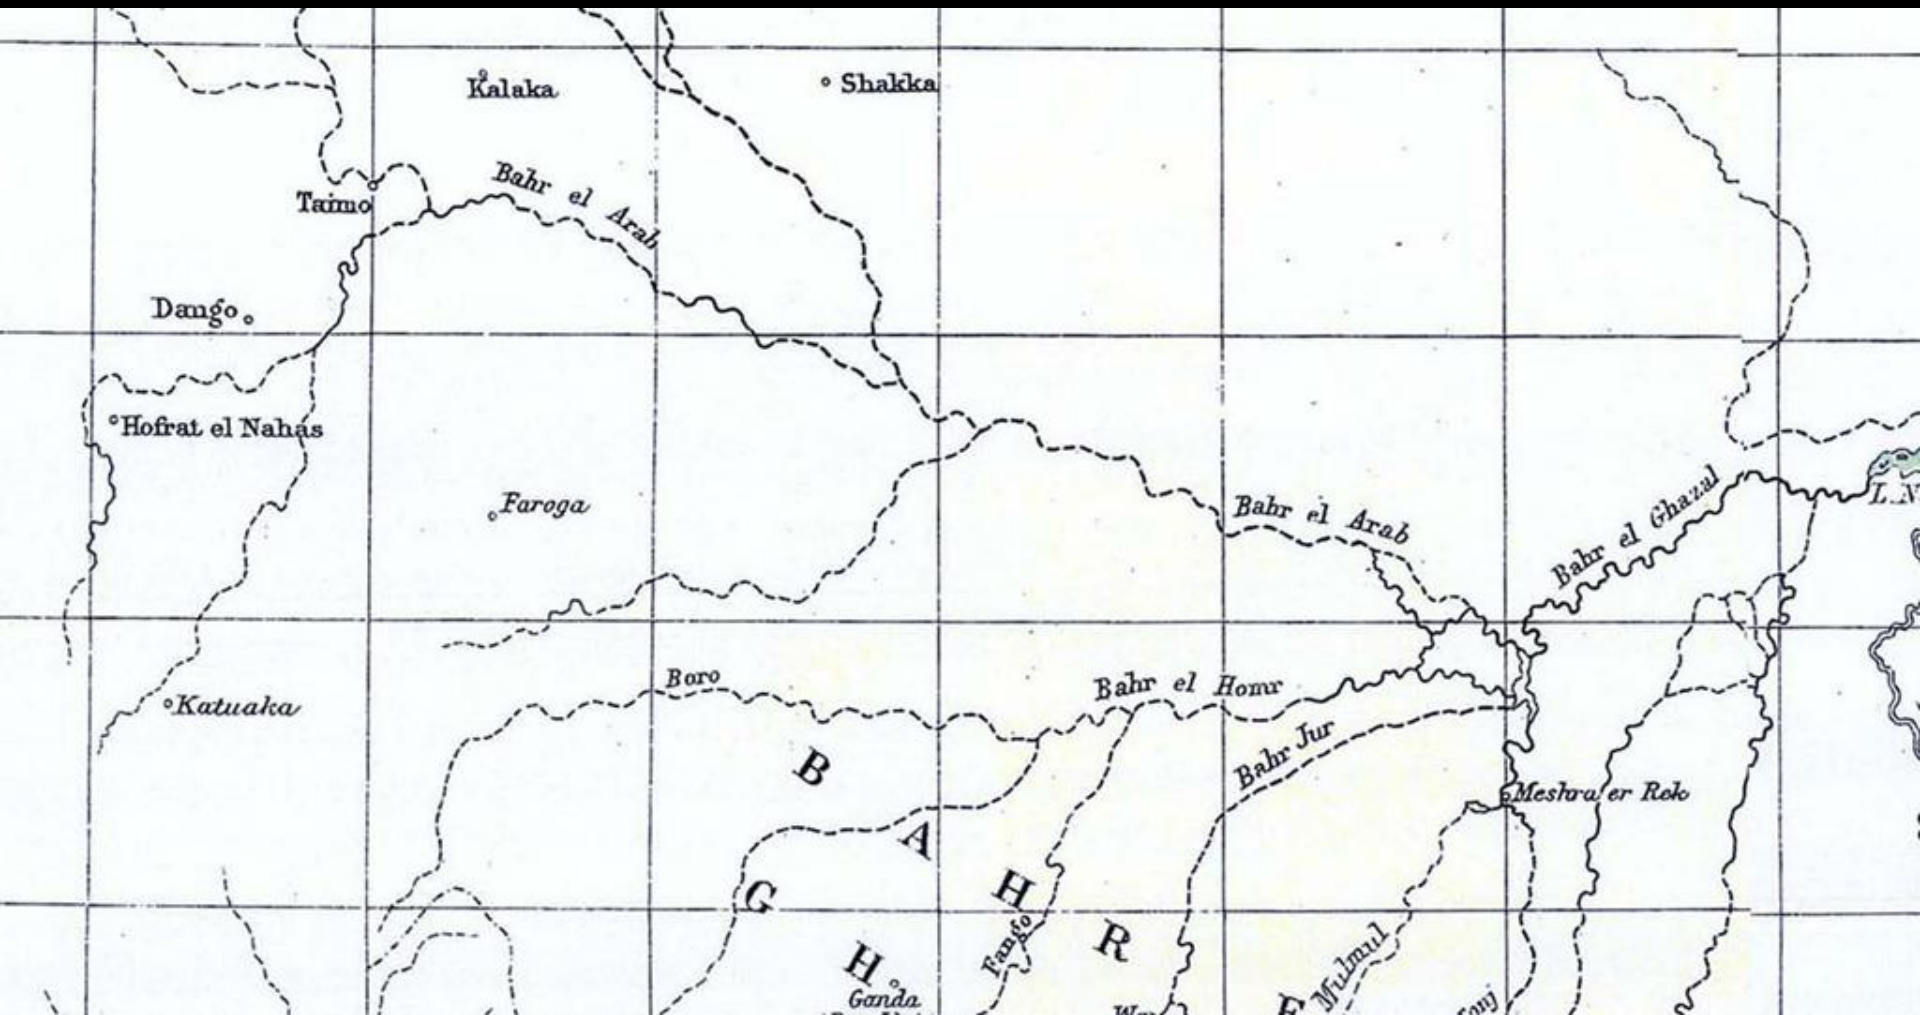 Kalaka
Shakka
Taimo
Bahr el Arab
Dango
Hofrat el Nahás
Faroga
Bahr el Arab
Bahr el Ghazal
Katuaka
Boro
Bahr el Homr
Bahr Jur
Meshra er Rek
B A H R
G H
Fango
Ganda
Mulmul